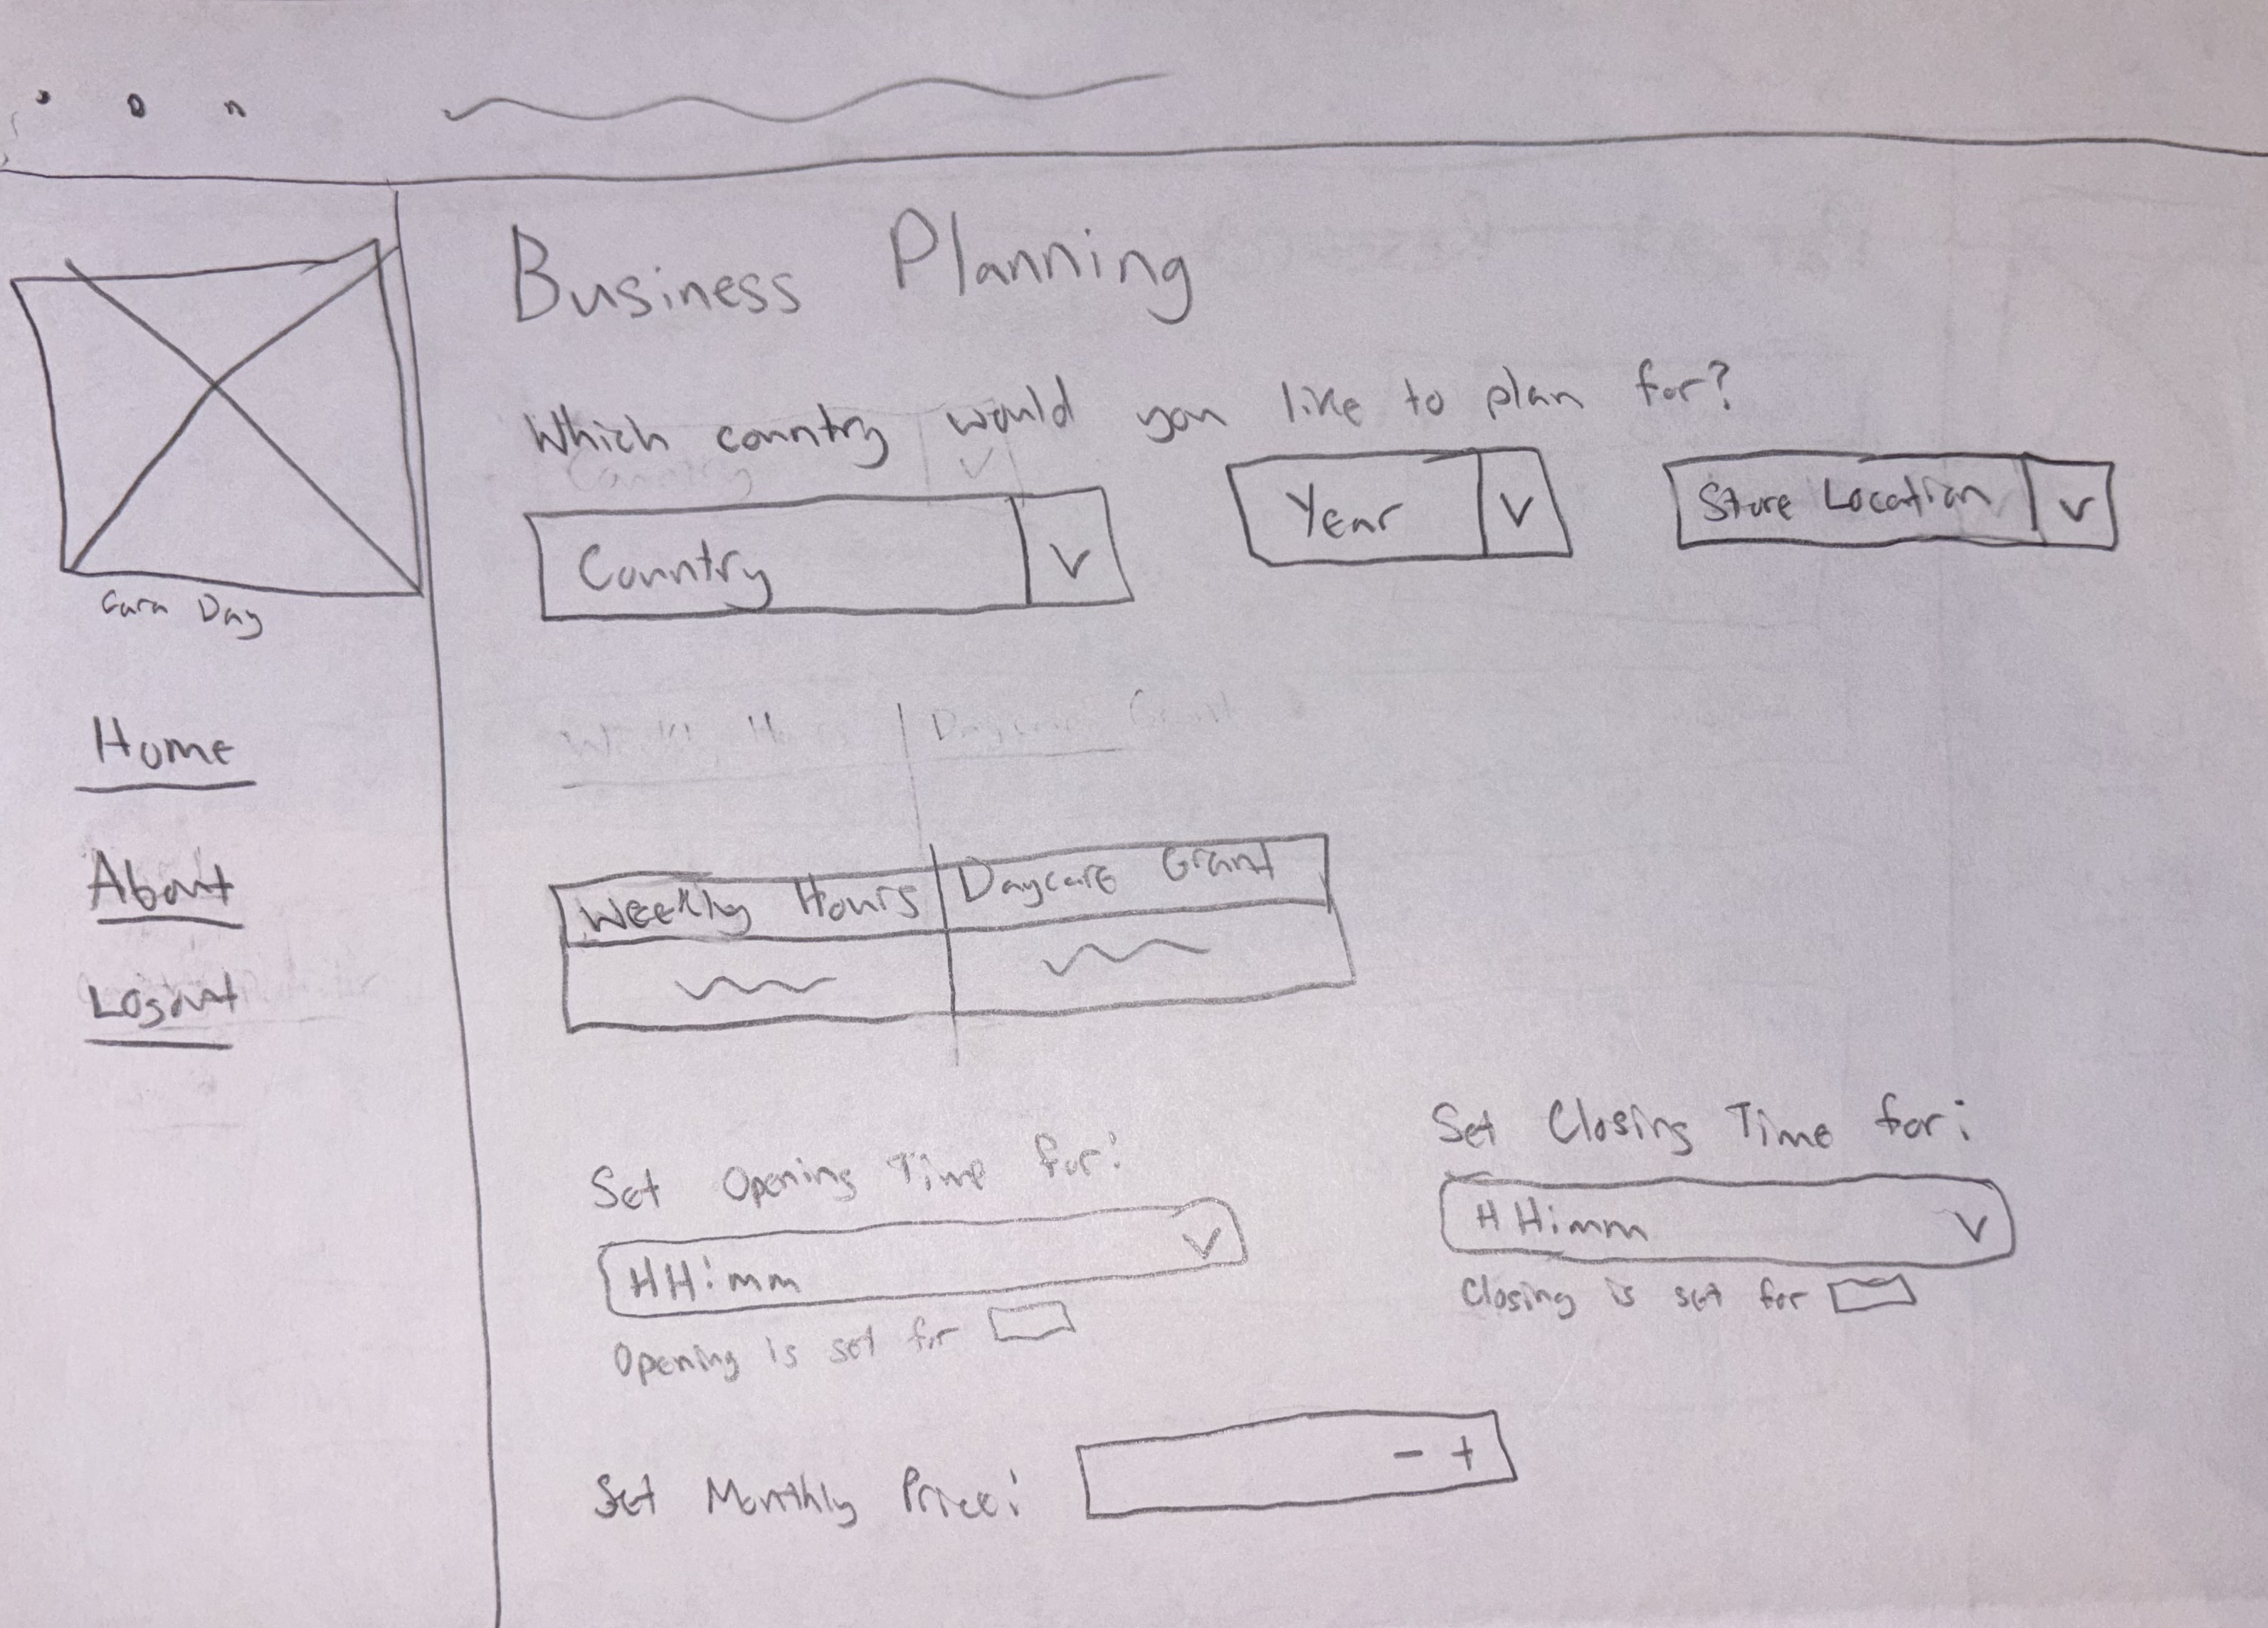 Business Planning
Which country would you like to plan for?
Country V
Year V
Store Location V
Cara Day
Home
About
Logout
Weekly Hours Daycare Grant
Set Opening Time for:
HH:mm V
Opening is set for
Set Closing Time for:
HH:mm V
Closing is set for
Set Monthly Price: - +